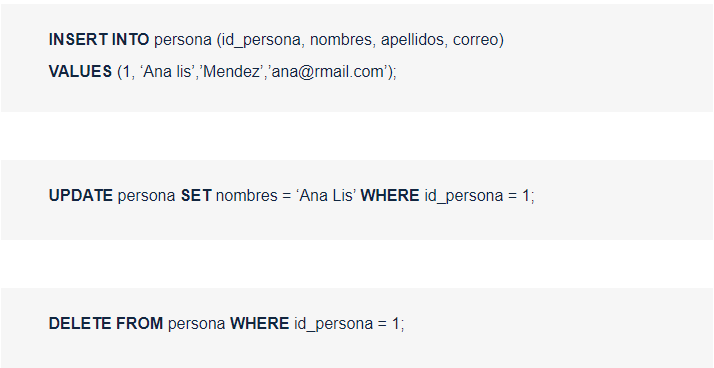 INSERT INTO persona (id_persona, nombres, apellidos, correo)
VALUES (1, ‘Ana lis’,’Mendez’,’ana@rmail.com’);
UPDATE persona SET nombres = ‘Ana Lis’ WHERE id_persona = 1;
DELETE FROM persona WHERE id_persona = 1;